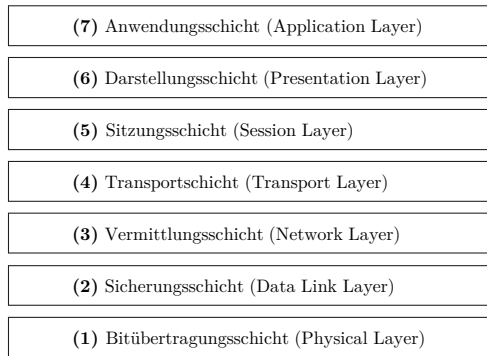 (7) Anwendungsschicht (Application Layer)
(6) Darstellungsschicht (Presentation Layer)
(5) Sitzungsschicht (Session Layer)
(4) Transportschicht (Transport Layer)
(3) Vermittlungsschicht (Network Layer)
(2) Sicherungsschicht (Data Link Layer)
(1) Bitübertragungsschicht (Physical Layer)